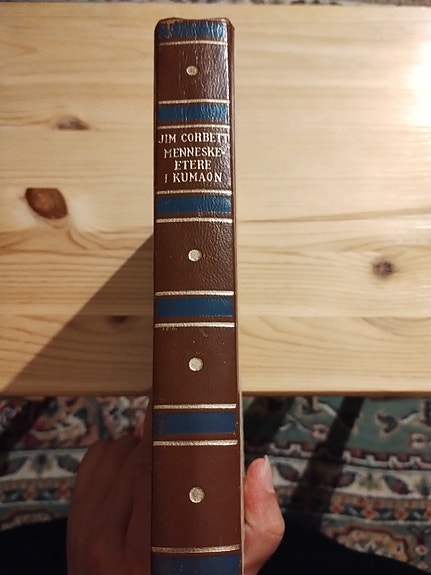 JIM CORBETT
MENNESKE-
ETERE
I KUMAON